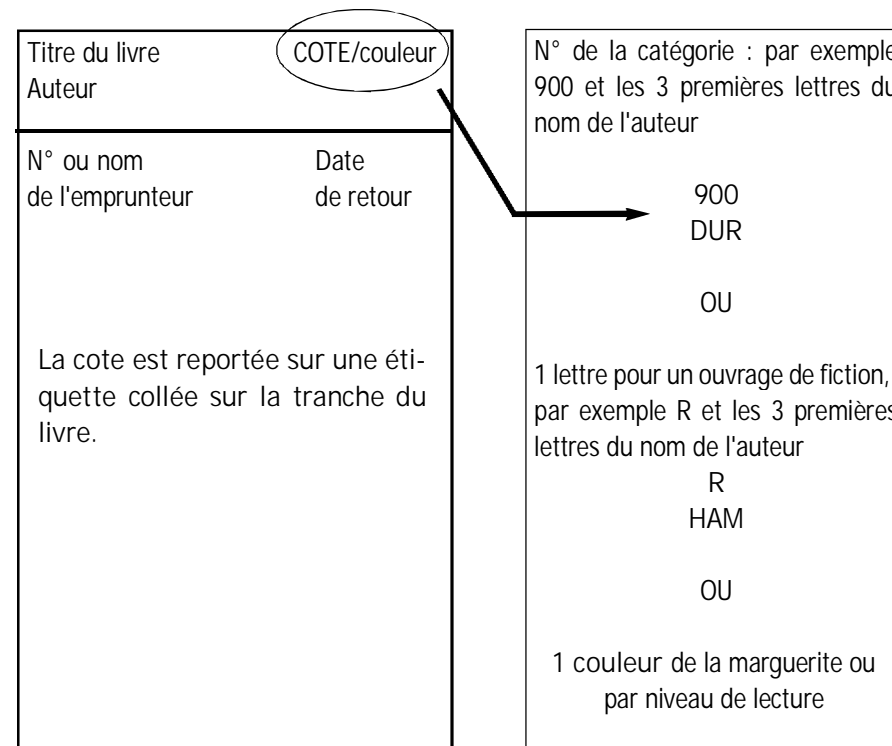 Titre du livre COTE/couleur
Auteur
N° ou nom Date
de l'emprunteur de retour
La cote est reportée sur une éti-
quette collée sur la tranche du
livre.
N° de la catégorie : par exemple
900 et les 3 premières lettres du
nom de l'auteur
900
DUR
OU
1 lettre pour un ouvrage de fiction,
par exemple R et les 3 premières
lettres du nom de l'auteur
R
HAM
OU
1 couleur de la marguerite ou
par niveau de lecture